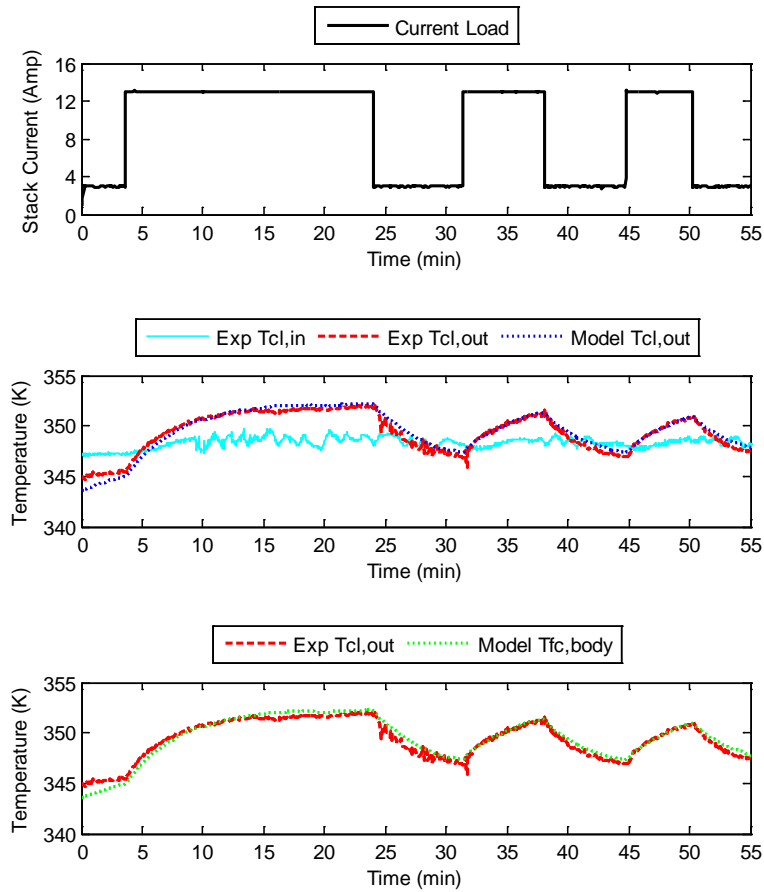 Current Load
16
12
8
4
0
Stack Current (Amp)
0 5 10 15 20 25 30 35 40 45 50 55
Time (min)
Exp Tcl,in Exp Tcl,out Model Tcl,out
355
350
345
340
Temperature (K)
0 5 10 15 20 25 30 35 40 45 50 55
Time (min)
Exp Tcl,out Model Tfc,body
355
350
345
340
Temperature (K)
0 5 10 15 20 25 30 35 40 45 50 55
Time (min)